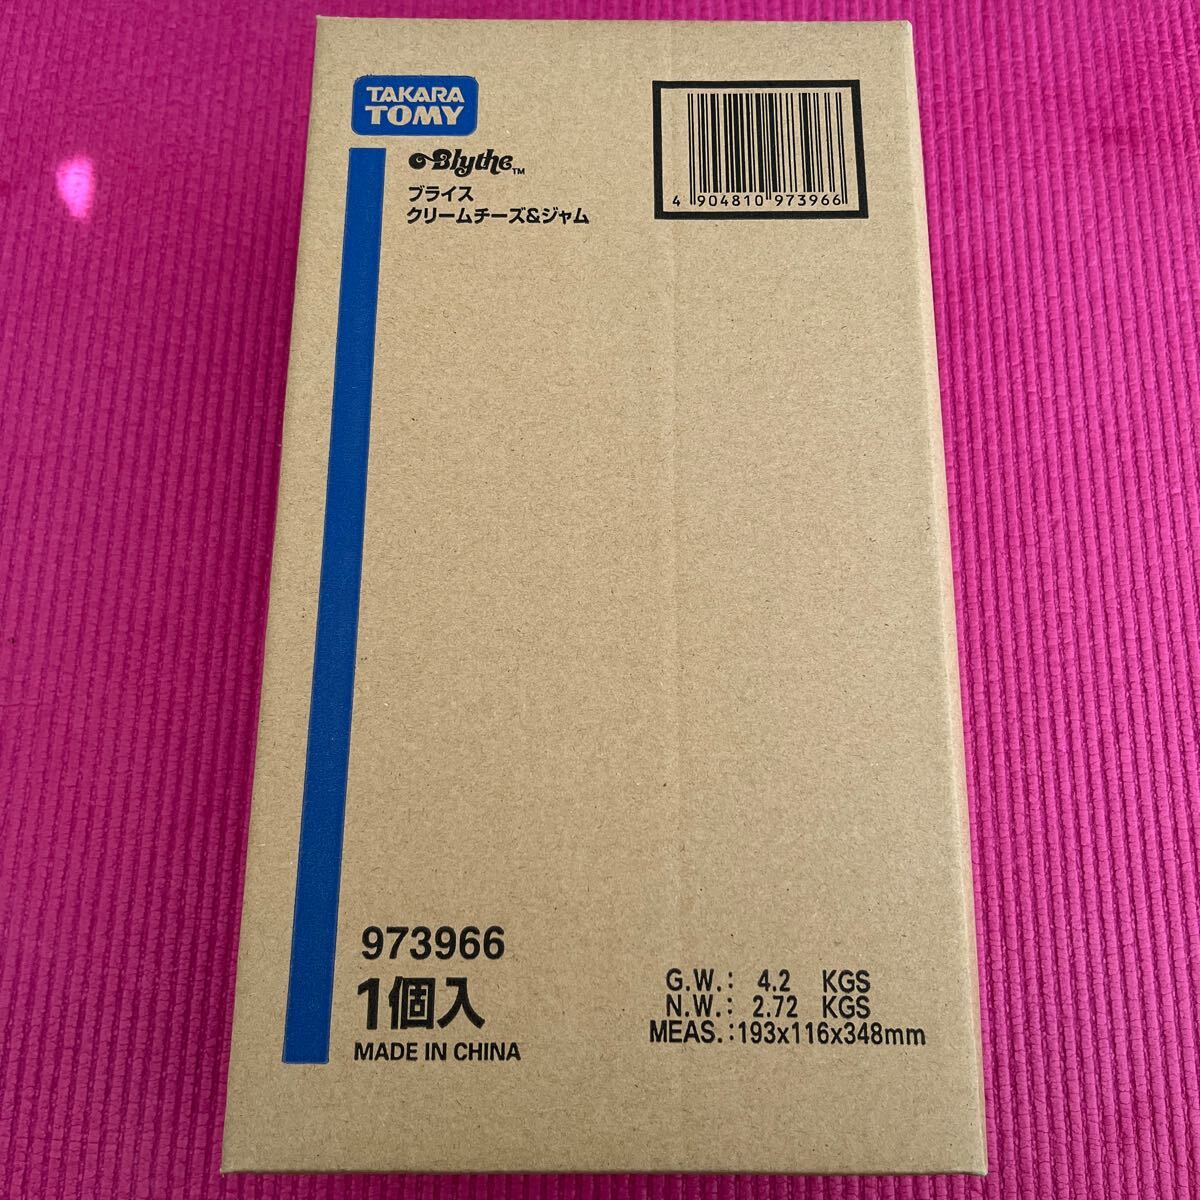 TAKARA
TOMY
Blythe™
ブライス
クリームチーズ&ジャム
4 904810 973966
973966
1個入
MADE IN CHINA
G.W.: 4.2 KGS
N.W.: 2.72 KGS
MEAS.:193x116x348mm